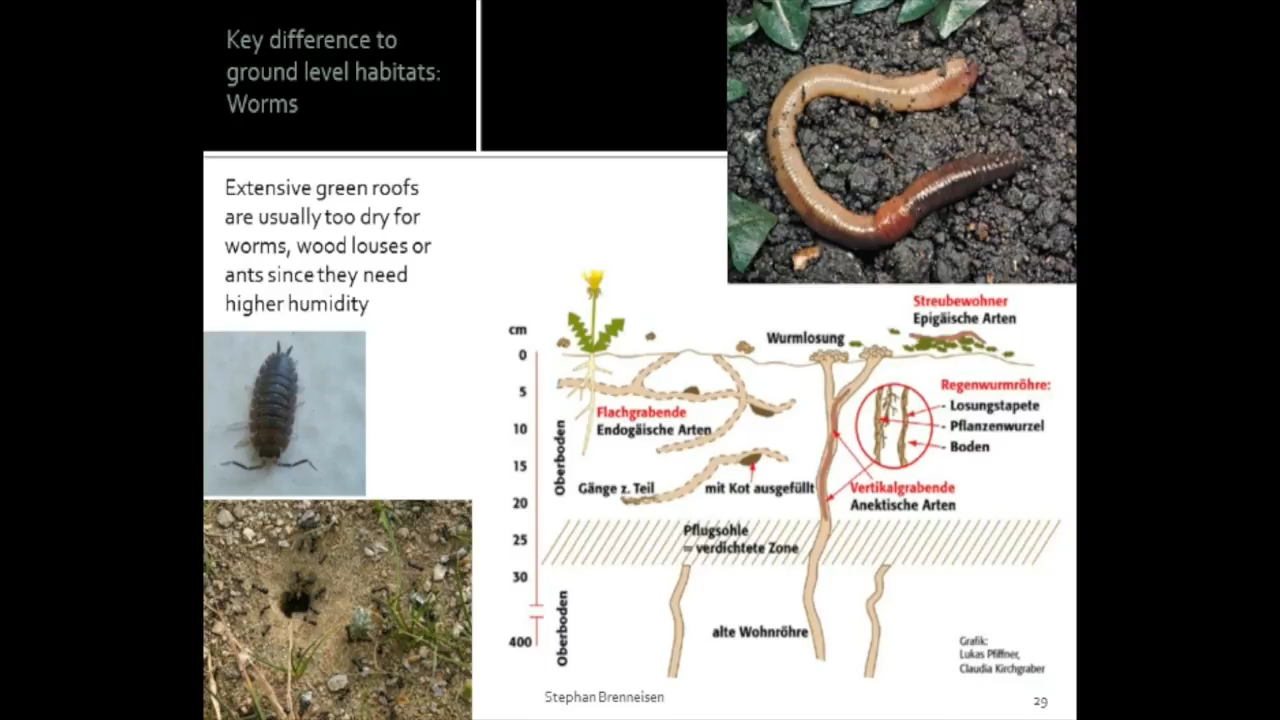 Key difference to
ground level habitats:
Worms
Extensive green roofs
are usually too dry for
worms, wood louses or
ants since they need
higher humidity
Streubewohner
Epigäische Arten
Wurmlosung
cm
0
5
10
15
20
25
30
400
Oberboden
Oberboden
Flachgrabende
Endogäische Arten
Regenwurmröhre:
- Losungstapete
- Pflanzenwurzel
- Boden
Gänge z. Teil
mit Kot ausgefüllt
Vertikalgrabende
Anektische Arten
Pflugsohle
= verdichtete Zone
alte Wohnröhre
Grafik:
Lukas Pfiffner,
Claudia Kirchgraber
Stephan Brenneisen
29